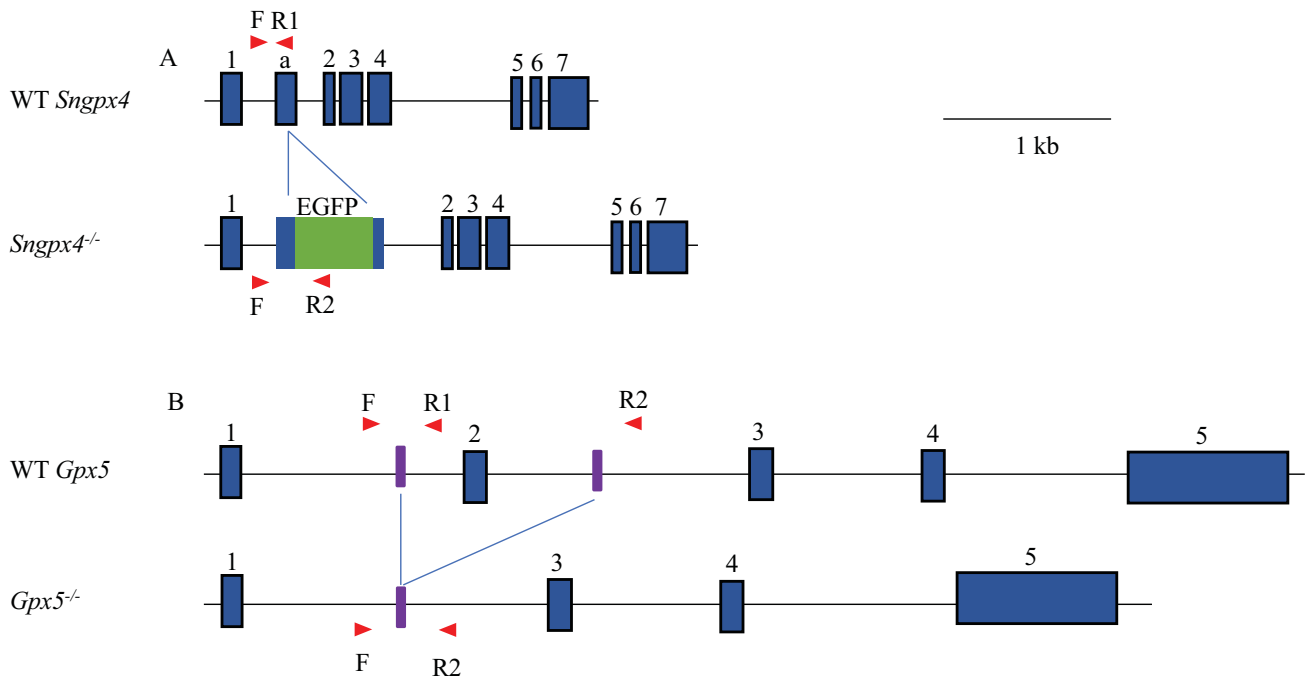 F R1
A 1 a 2 3 4 5 6 7
WT Sngpx4
1 kb
1 EGFP 2 3 4 5 6 7
Sngpx4-/-
F R2
B F R1 R2
1 2 3 4 5
WT Gpx5
1 3 4 5
Gpx5-/-
F R2